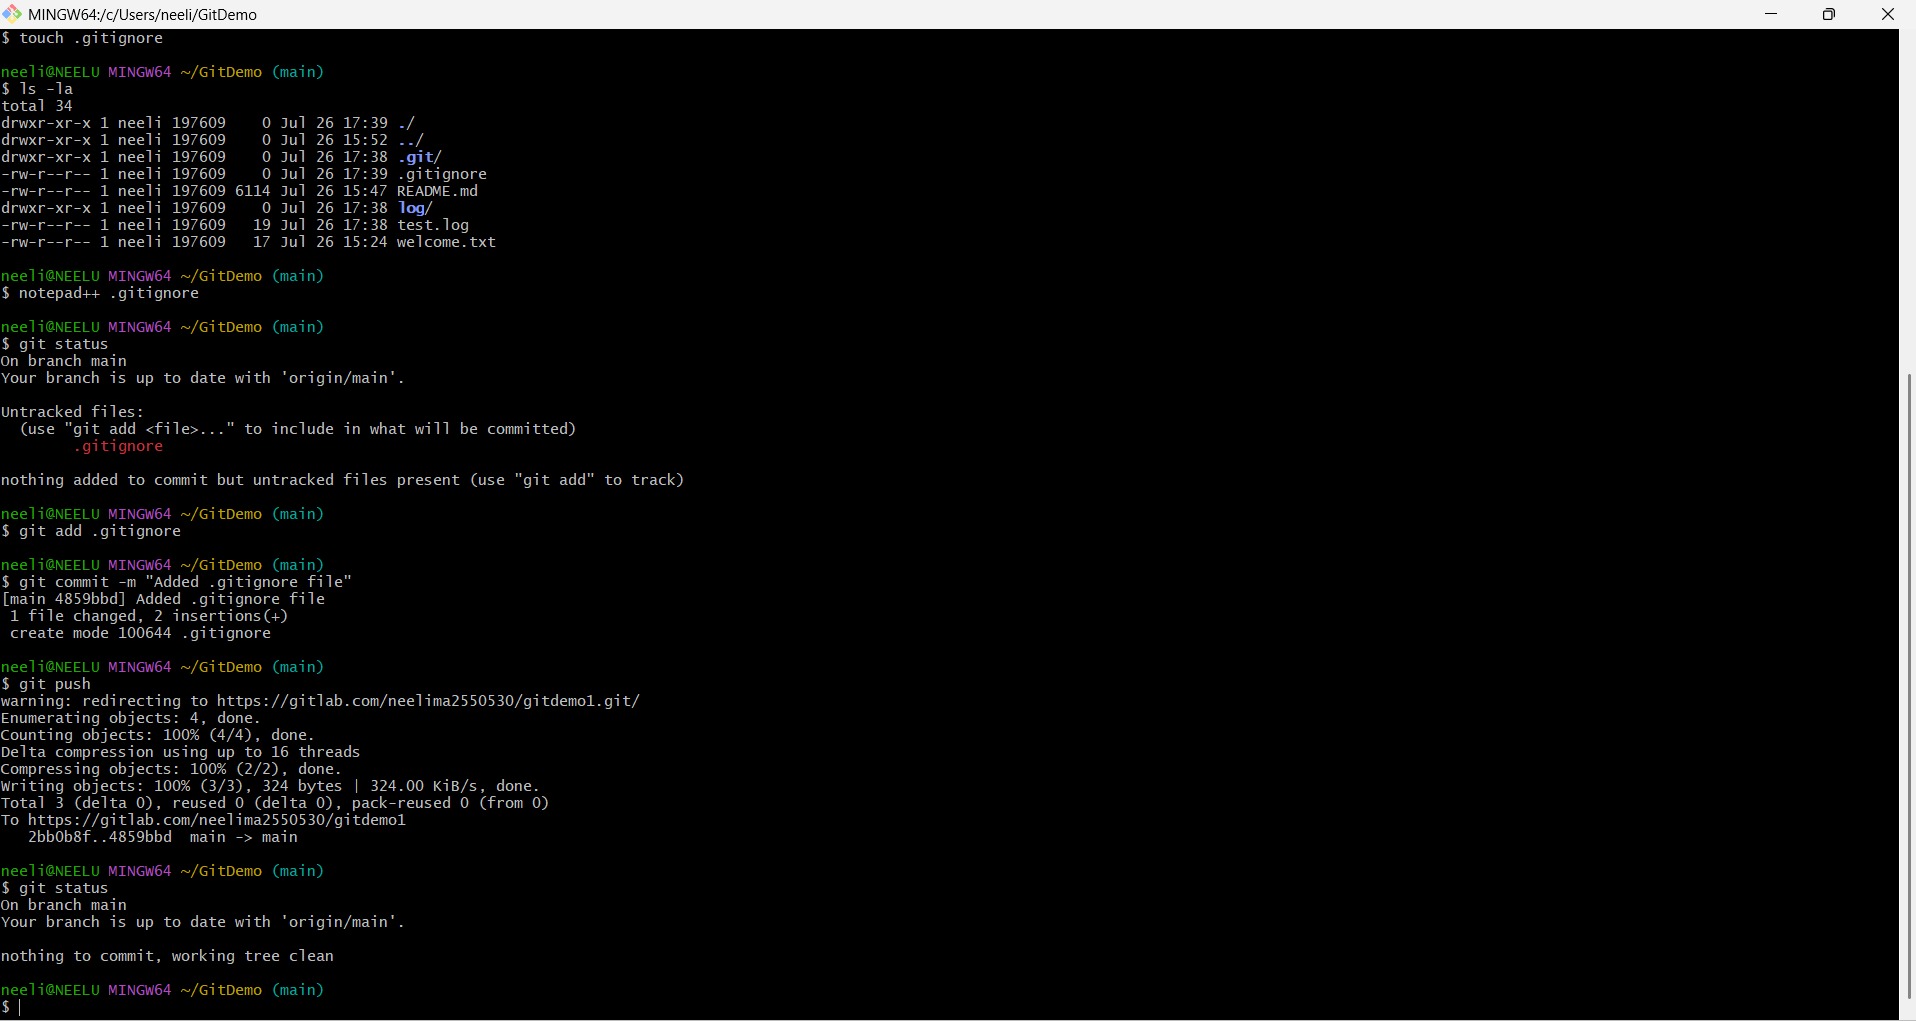 MINGW64:/c/Users/neeli/GitDemo
$ touch .gitignore
neeli@NEELU MINGW64 ~/GitDemo (main)
$ ls -la
total 34
drwxr-xr-x 1 neeli 197609    0 Jul 26 17:39 ./
drwxr-xr-x 1 neeli 197609    0 Jul 26 15:52 ../
drwxr-xr-x 1 neeli 197609    0 Jul 26 17:38 .git/
-rw-r--r-- 1 neeli 197609    0 Jul 26 17:39 .gitignore
-rw-r--r-- 1 neeli 197609 6114 Jul 26 15:47 README.md
drwxr-xr-x 1 neeli 197609    0 Jul 26 17:38 log/
-rw-r--r-- 1 neeli 197609   19 Jul 26 17:38 test.log
-rw-r--r-- 1 neeli 197609   17 Jul 26 15:24 welcome.txt
neeli@NEELU MINGW64 ~/GitDemo (main)
$ notepad++ .gitignore
neeli@NEELU MINGW64 ~/GitDemo (main)
$ git status
On branch main
Your branch is up to date with 'origin/main'.
Untracked files:
  (use "git add <file>..." to include in what will be committed)
        .gitignore
nothing added to commit but untracked files present (use "git add" to track)
neeli@NEELU MINGW64 ~/GitDemo (main)
$ git add .gitignore
neeli@NEELU MINGW64 ~/GitDemo (main)
$ git commit -m "Added .gitignore file"
[main 4859bbd] Added .gitignore file
 1 file changed, 2 insertions(+)
 create mode 100644 .gitignore
neeli@NEELU MINGW64 ~/GitDemo (main)
$ git push
warning: redirecting to https://gitlab.com/neelima2550530/gitdemo1.git/
Enumerating objects: 4, done.
Counting objects: 100% (4/4), done.
Delta compression using up to 16 threads
Compressing objects: 100% (2/2), done.
Writing objects: 100% (3/3), 324 bytes | 324.00 KiB/s, done.
Total 3 (delta 0), reused 0 (delta 0), pack-reused 0 (from 0)
To https://gitlab.com/neelima2550530/gitdemo1
   2bb0b8f..4859bbd  main -> main
neeli@NEELU MINGW64 ~/GitDemo (main)
$ git status
On branch main
Your branch is up to date with 'origin/main'.
nothing to commit, working tree clean
neeli@NEELU MINGW64 ~/GitDemo (main)
$